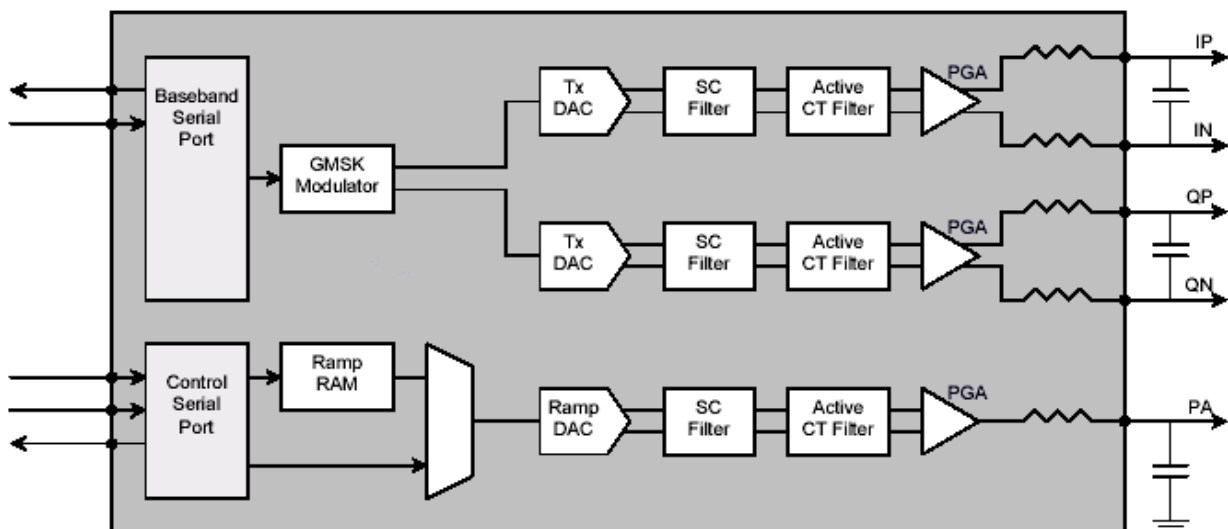 Baseband
Serial
Port
GMSK
Modulator
Tx
DAC
SC
Filter
Active
CT Filter
PGA
IP
IN
Tx
DAC
SC
Filter
Active
CT Filter
PGA
QP
QN
Control
Serial
Port
Ramp
RAM
Ramp
DAC
SC
Filter
Active
CT Filter
PGA
PA